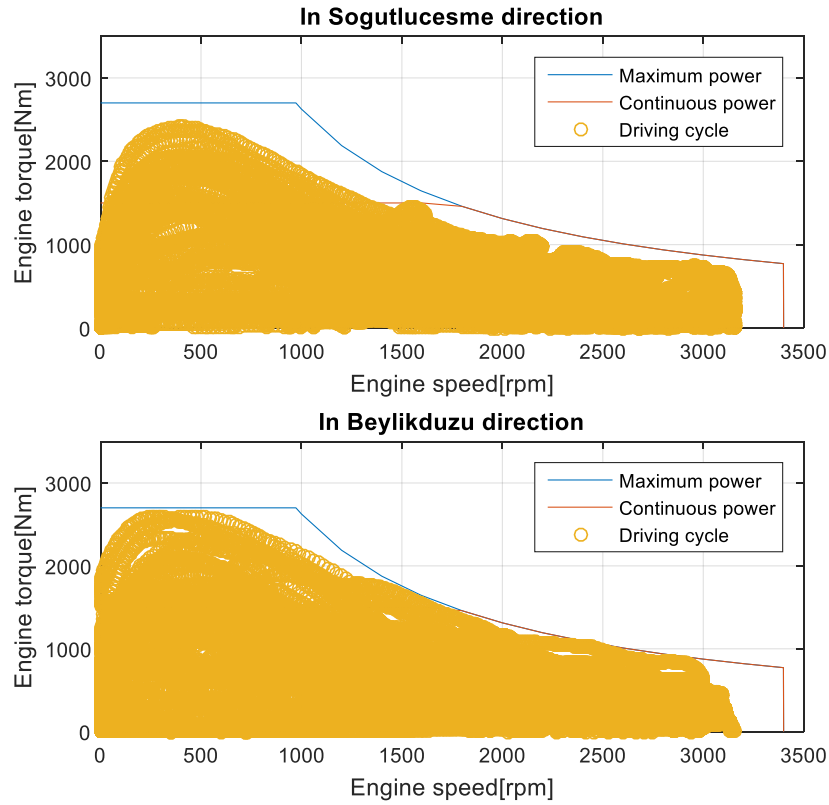 In Sogutlucesme direction
Engine torque[Nm]
3000
2000
1000
0
Maximum power
Continuous power
Driving cycle
0 500 1000 1500 2000 2500 3000 3500
Engine speed[rpm]
In Beylikduzu direction
Engine torque[Nm]
3000
2000
1000
0
Maximum power
Continuous power
Driving cycle
0 500 1000 1500 2000 2500 3000 3500
Engine speed[rpm]